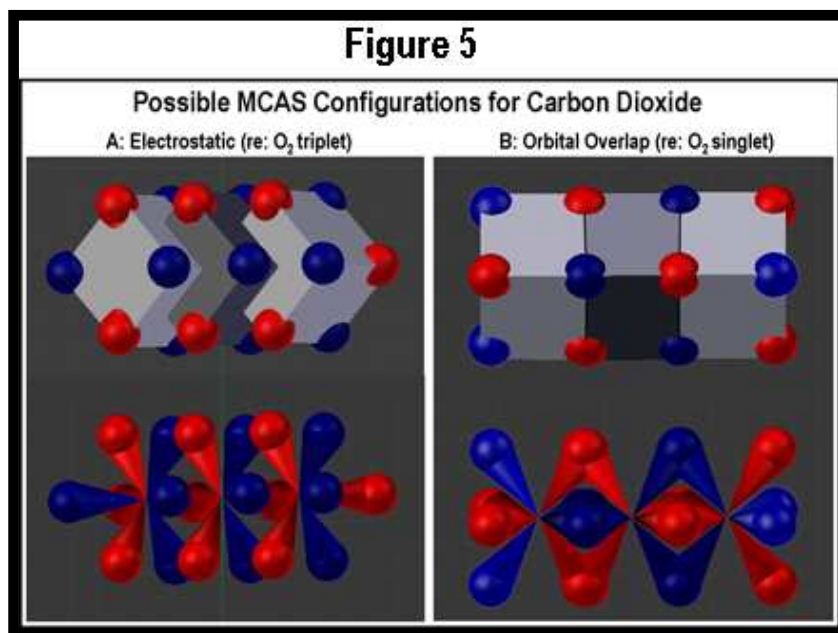 Figure 5
Possible MCAS Configurations for Carbon Dioxide
A: Electrostatic (re: O₂ triplet)
B: Orbital Overlap (re: O₂ singlet)